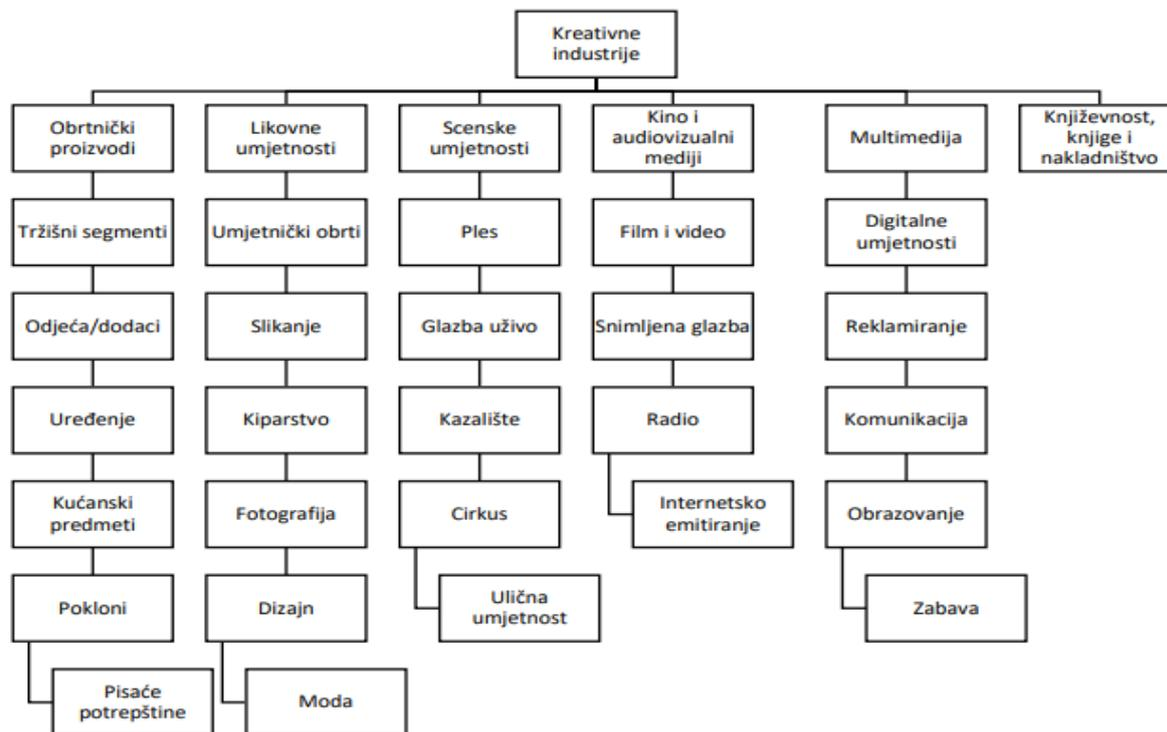 Kreativne
industrije
Obrtnički
proizvodi
Likovne
umjetnosti
Scenske
umjetnosti
Kino i
audiovizualni
mediji
Multimedija
Književnost,
knjige i
nakladništvo
Tržišni segmenti
Umjetnički obrti
Ples
Film i video
Digitalne
umjetnosti
Odjeća/dodaci
Slikanje
Glazba uživo
Snimljena glazba
Reklamiranje
Uređenje
Kiparstvo
Kazalište
Radio
Komunikacija
Kućanski
predmeti
Fotografija
Cirkus
Internetsko
emitiranje
Obrazovanje
Pokloni
Dizajn
Ulična
umjetnost
Zabava
Pisaće
potrepštine
Moda